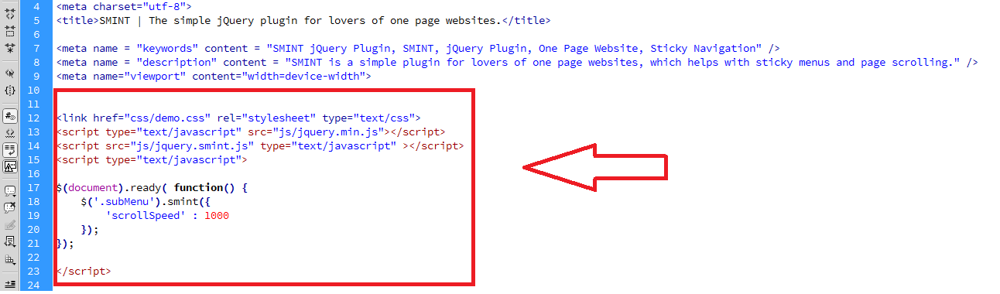 4 <meta charset="utf-8">
5 <title>SMINT | The simple jQuery plugin for lovers of one page websites.</title>
6
7 <meta name = "keywords" content = "SMINT jQuery Plugin, SMINT, jQuery Plugin, One Page Website, Sticky Navigation" />
8 <meta name = "description" content = "SMINT is a simple plugin for lovers of one page websites, which helps with sticky menus and page scrolling." />
9 <meta name="viewport" content="width=device-width">
10
11
12 <link href="css/demo.css" rel="stylesheet" type="text/css">
13 <script type="text/javascript" src="js/jquery.min.js"></script>
14 <script src="js/jquery.smint.js" type="text/javascript" ></script>
15 <script type="text/javascript">
16
17 $(document).ready( function() {
18     $('.subMenu').smint({
19         'scrollSpeed' : 1000
20     });
21 });
22
23 </script>
24